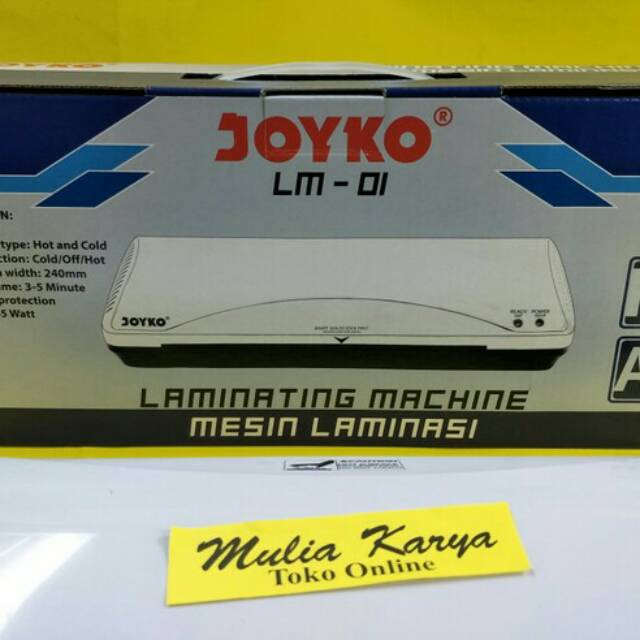 JOYKO®
LM - 01
N:
type: Hot and Cold
ction: Cold/Off/Hot
width: 240mm
me: 3-5 Minute
protection
5 Watt
JOYKO®
READY POWER
LAMINATING MACHINE
MESIN LAMINASI
CAUTION
Mulia Karya
Toko Online